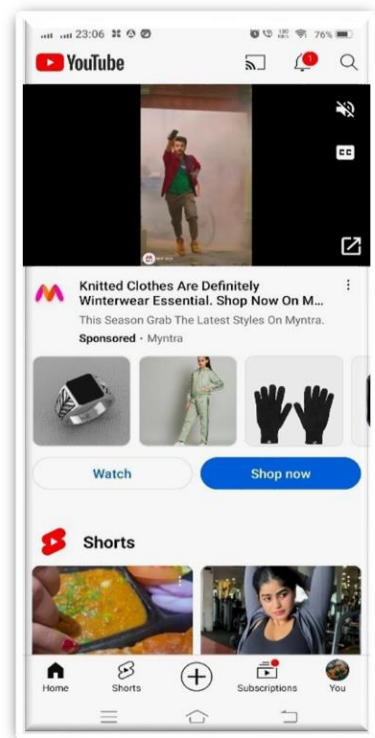 23:06
76%
YouTube
1
CC
Knitted Clothes Are Definitely
Winterwear Essential. Shop Now On M...
This Season Grab The Latest Styles On Myntra.
Sponsored · Myntra
Watch
Shop now
Shorts
Home
Shorts
Subscriptions
You